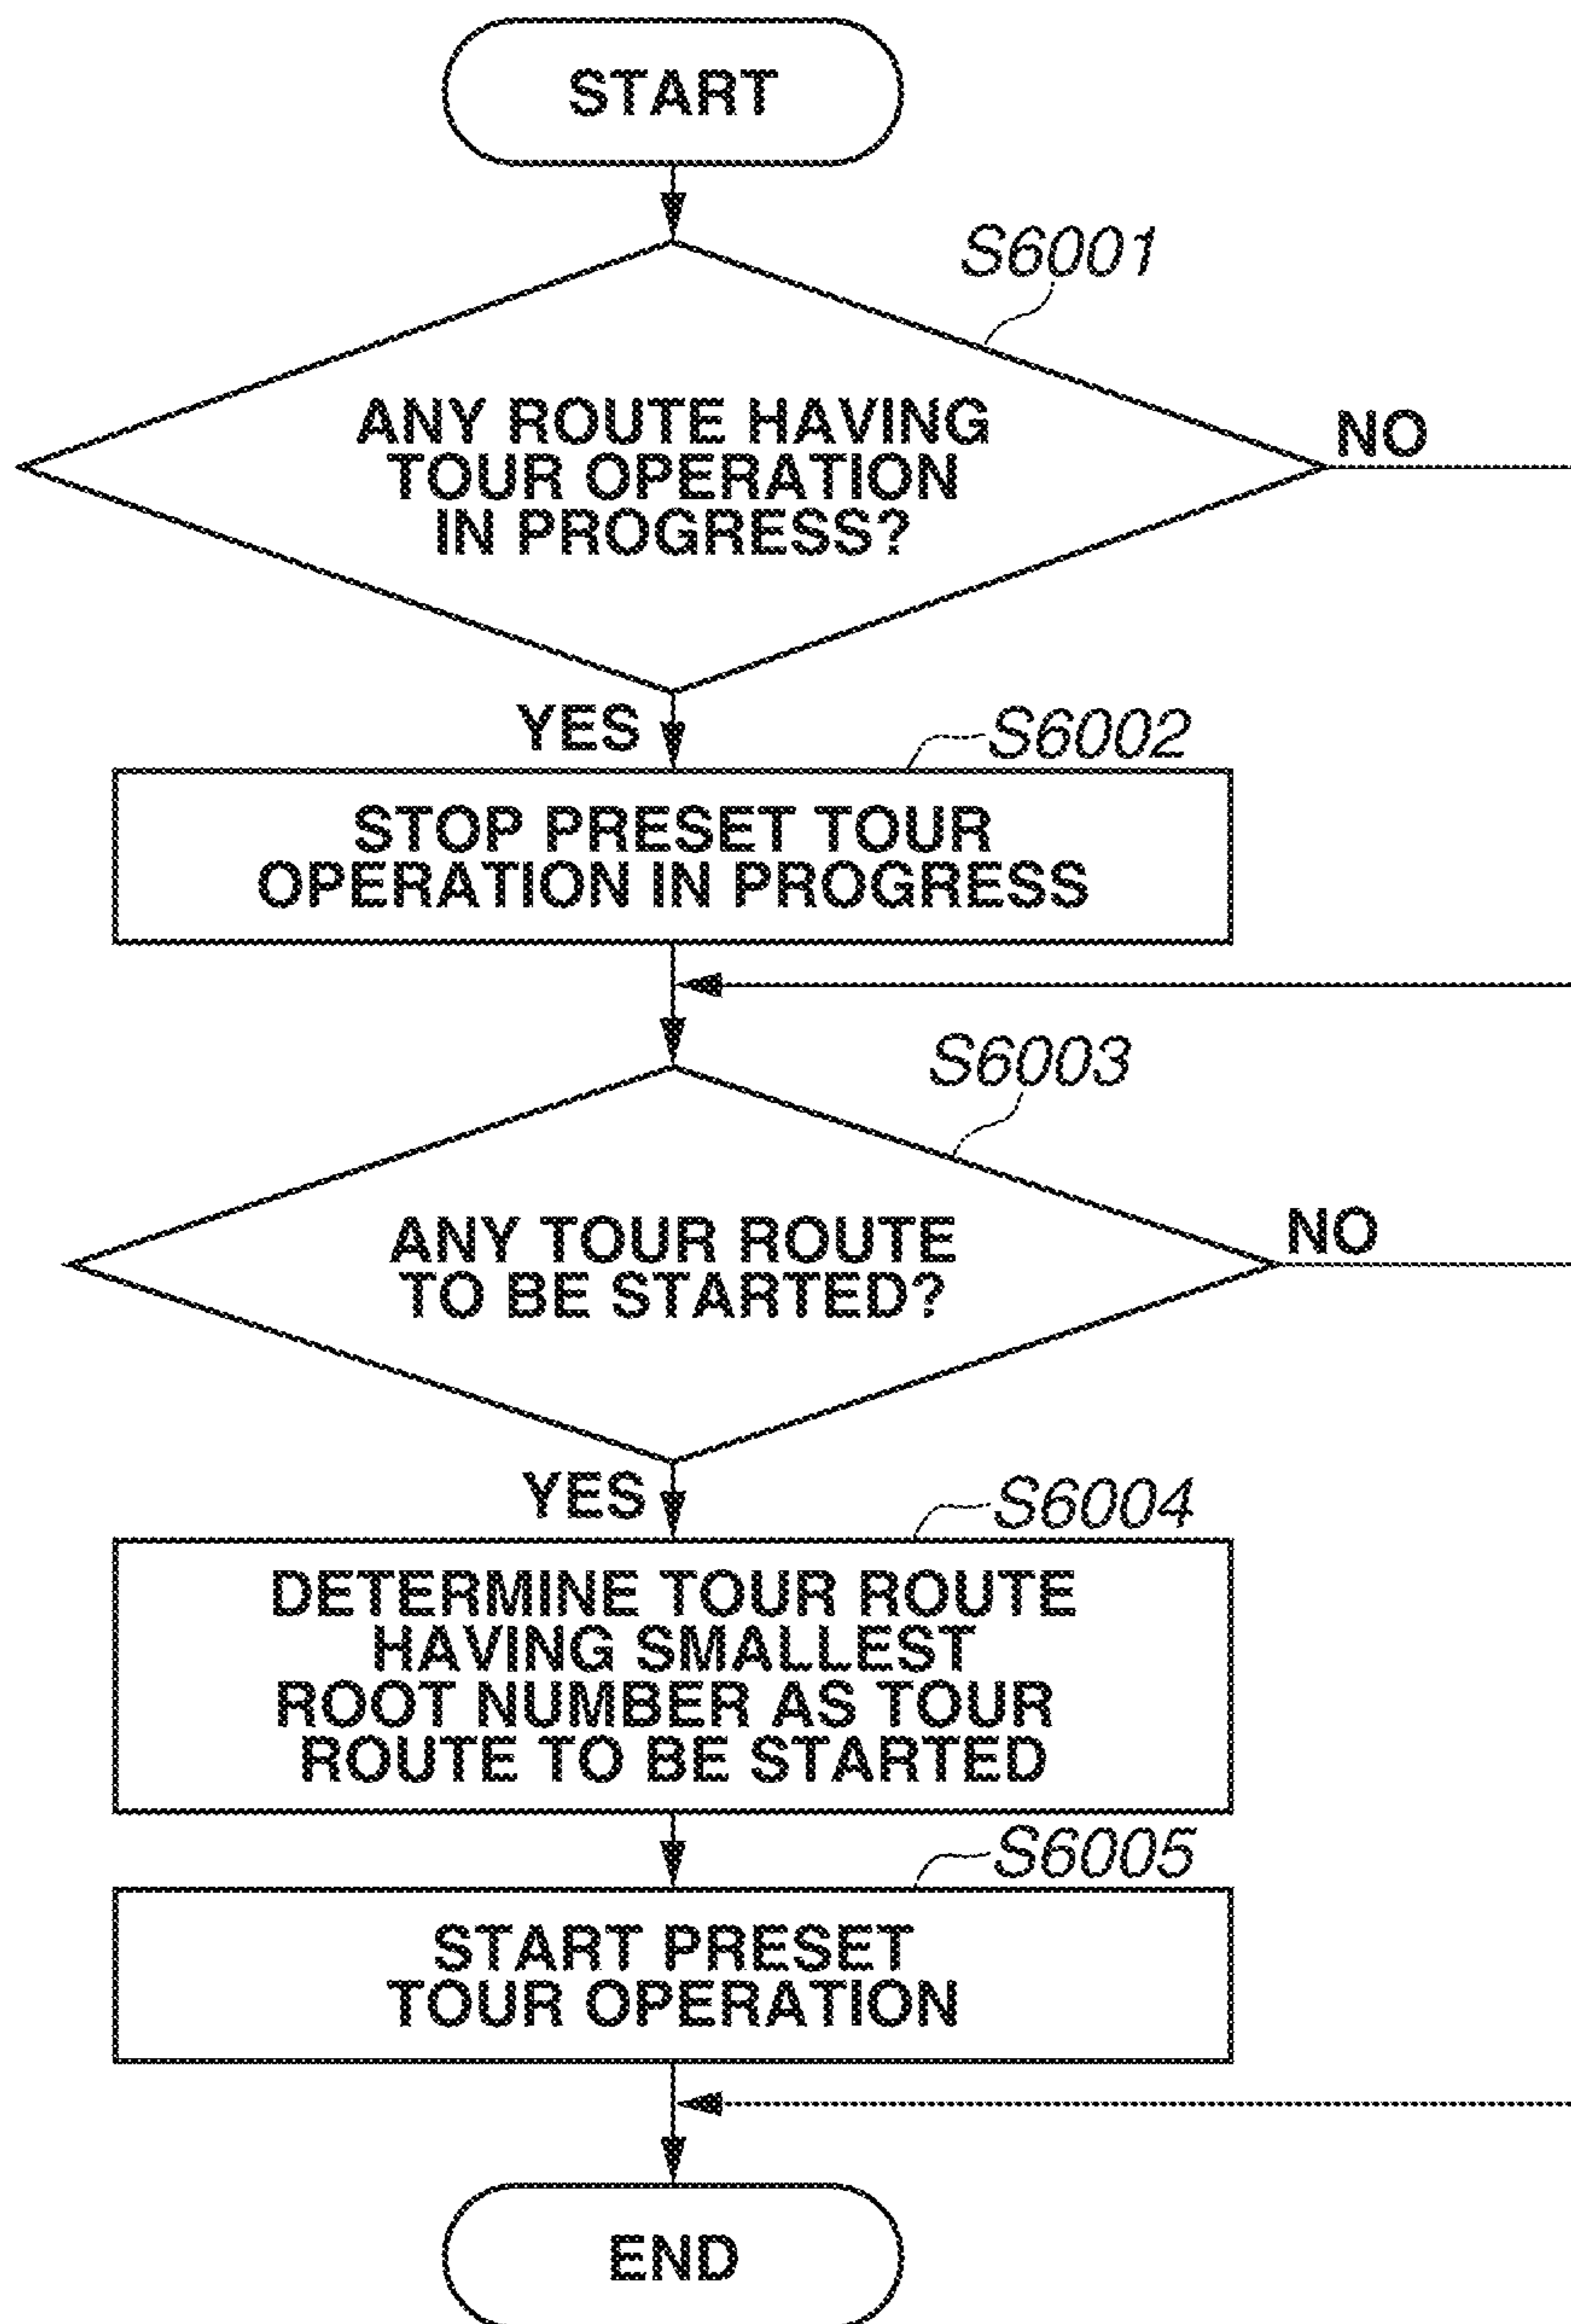 START
S6001
ANY ROUTE HAVING
TOUR OPERATION
IN PROGRESS?
NO
YES
S6002
STOP PRESET TOUR
OPERATION IN PROGRESS
S6003
ANY TOUR ROUTE
TO BE STARTED?
NO
YES
S6004
DETERMINE TOUR ROUTE
HAVING SMALLEST
ROOT NUMBER AS TOUR
ROUTE TO BE STARTED
S6005
START PRESET
TOUR OPERATION
END